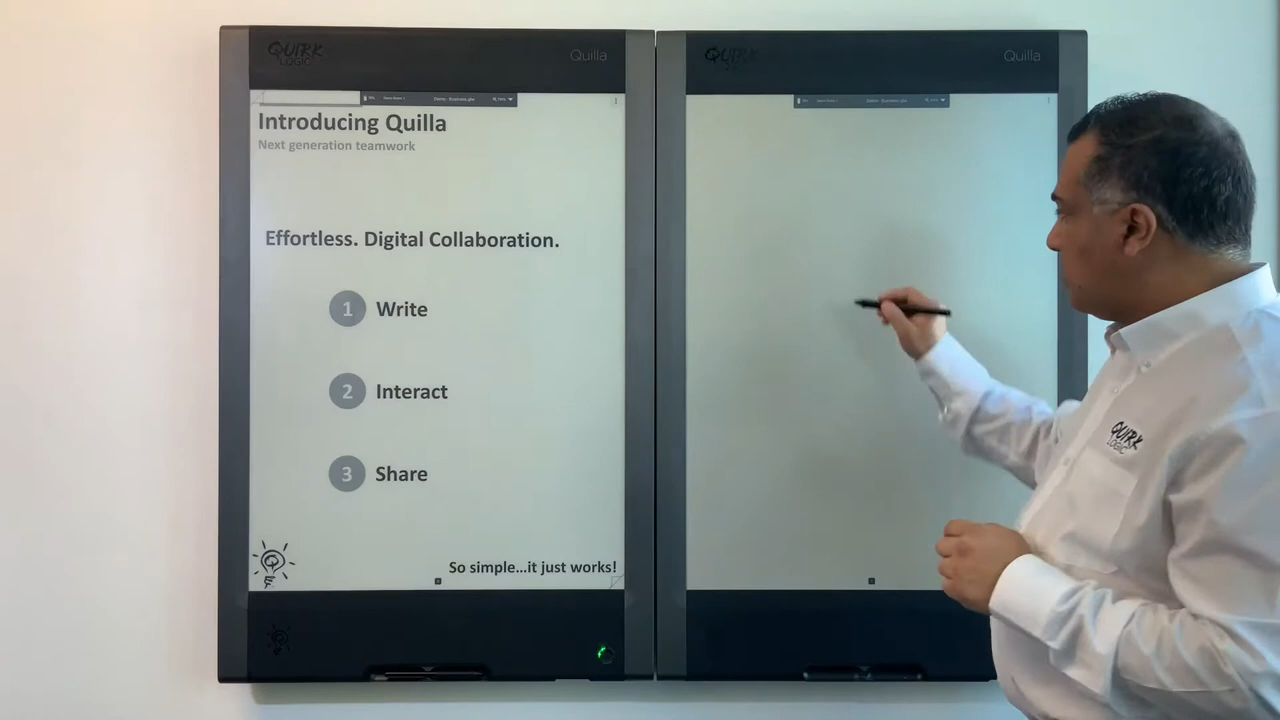 QUIRK
LOGIC
Quilla
QUIRK
Quilla
Introducing Quilla
Next generation teamwork
Effortless. Digital Collaboration.
1 Write
2 Interact
3 Share
So simple...it just works!
QUIRK
LOGIC